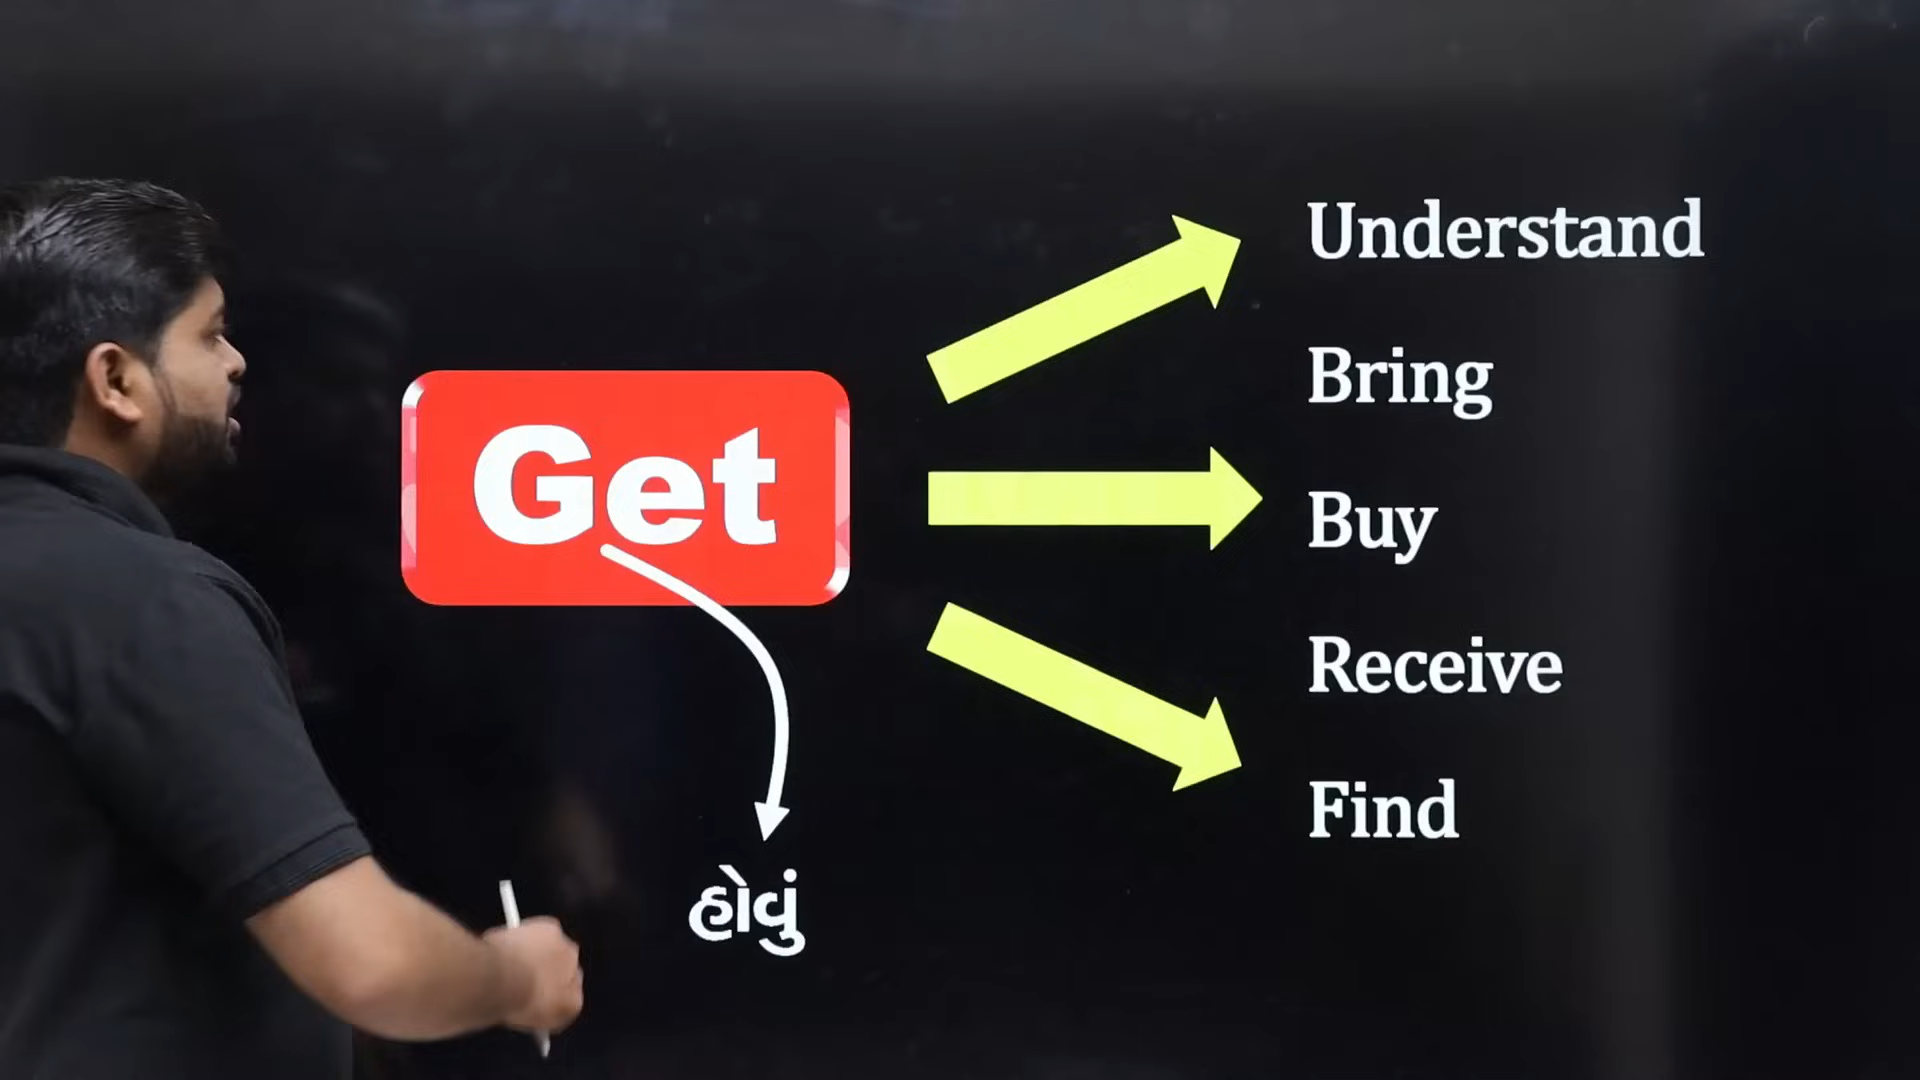 Get
Understand
Bring
Buy
Receive
Find
હોવું